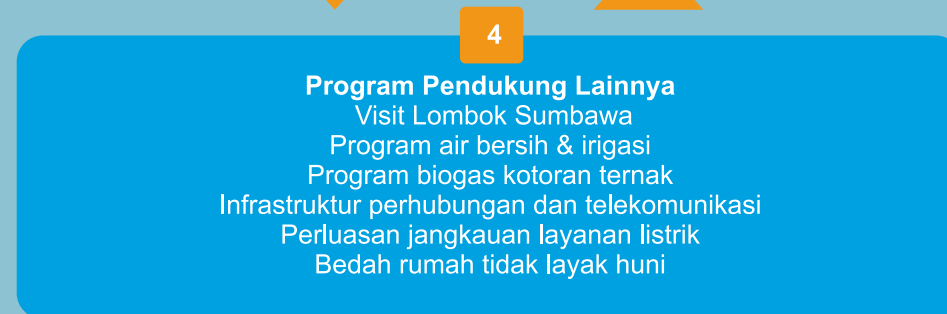 4
Program Pendukung Lainnya
Visit Lombok Sumbawa
Program air bersih & irigasi
Program biogas kotoran ternak
Infrastruktur perhubungan dan telekomunikasi
Perluasan jangkauan layanan listrik
Bedah rumah tidak layak huni